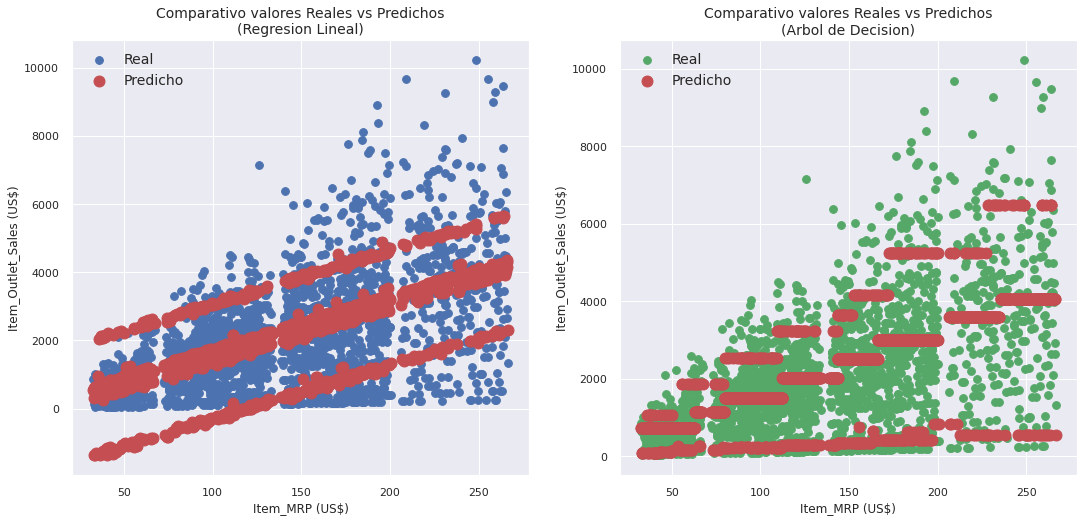 Comparativo valores Reales vs Predichos
(Regresion Lineal)
Real
Predicho
10000
8000
6000
4000
2000
0
Item_Outlet_Sales (US$)
50
100
150
200
250
Item_MRP (US$)
Comparativo valores Reales vs Predichos
(Arbol de Decision)
Real
Predicho
10000
8000
6000
4000
2000
0
Item_Outlet_Sales (US$)
50
100
150
200
250
Item_MRP (US$)